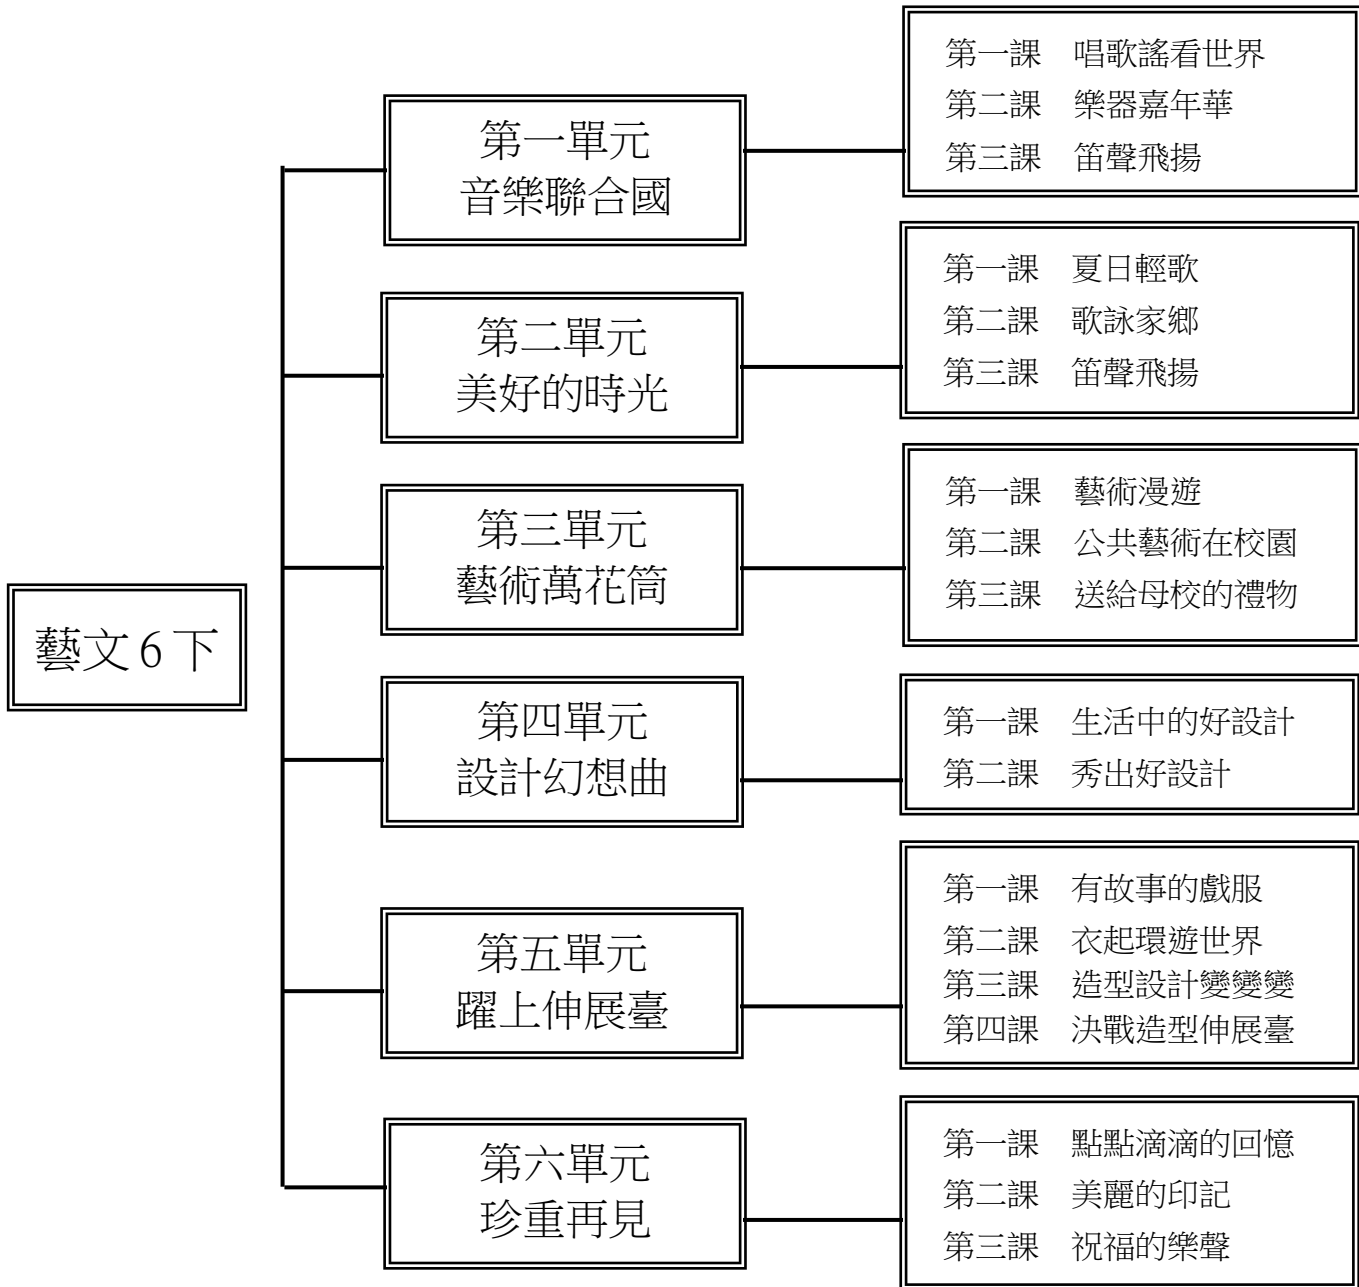 藝文6下
第一單元
音樂聯合國
第一課　唱歌謠看世界
第二課　樂器嘉年華
第三課　笛聲飛揚
第二單元
美好的時光
第一課　夏日輕歌
第二課　歌詠家鄉
第三課　笛聲飛揚
第三單元
藝術萬花筒
第一課　藝術漫遊
第二課　公共藝術在校園
第三課　送給母校的禮物
第四單元
設計幻想曲
第一課　生活中的好設計
第二課　秀出好設計
第五單元
躍上伸展臺
第一課　有故事的戲服
第二課　衣起環遊世界
第三課　造型設計變變變
第四課　決戰造型伸展臺
第六單元
珍重再見
第一課　點點滴滴的回憶
第二課　美麗的印記
第三課　祝福的樂聲